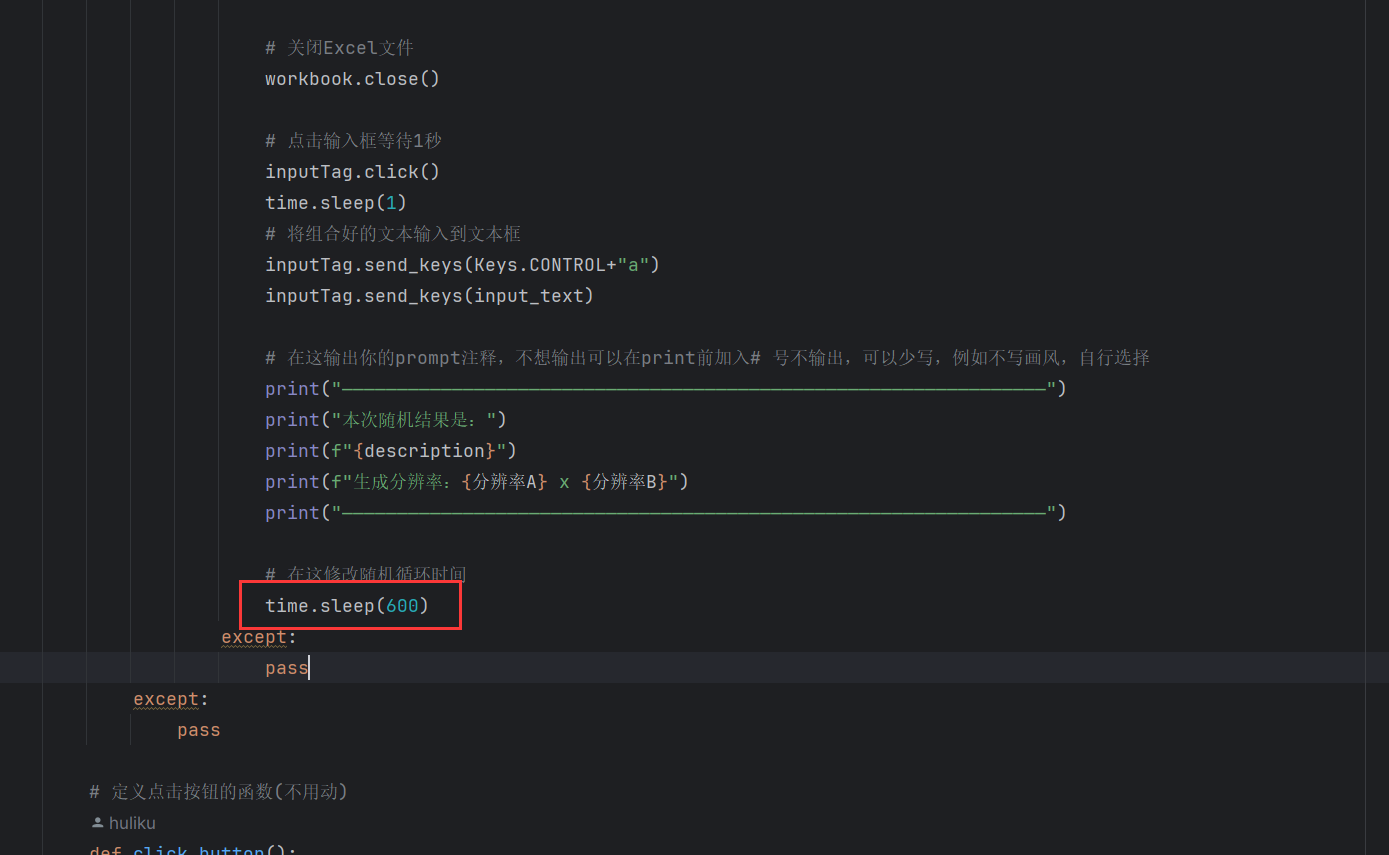 # 关闭Excel文件
workbook.close()
# 点击输入框等待1秒
inputTag.click()
time.sleep(1)
# 将组合好的文本输入到文本框
inputTag.send_keys(Keys.CONTROL+"a")
inputTag.send_keys(input_text)
# 在这输出你的prompt注释，不想输出可以在print前加入# 号不输出，可以少写，例如不写画风，自行选择
print("————————————————————————————————————————————————————————————————")
print("本次随机结果是：")
print(f"{description}")
print(f"生成分辨率：{分辨率A} x {分辨率B}")
print("————————————————————————————————————————————————————————————————")
# 在这修改随机循环时间
time.sleep(600)
except:
pass
except:
pass
# 定义点击按钮的函数(不用动)
huliku
def click_button():